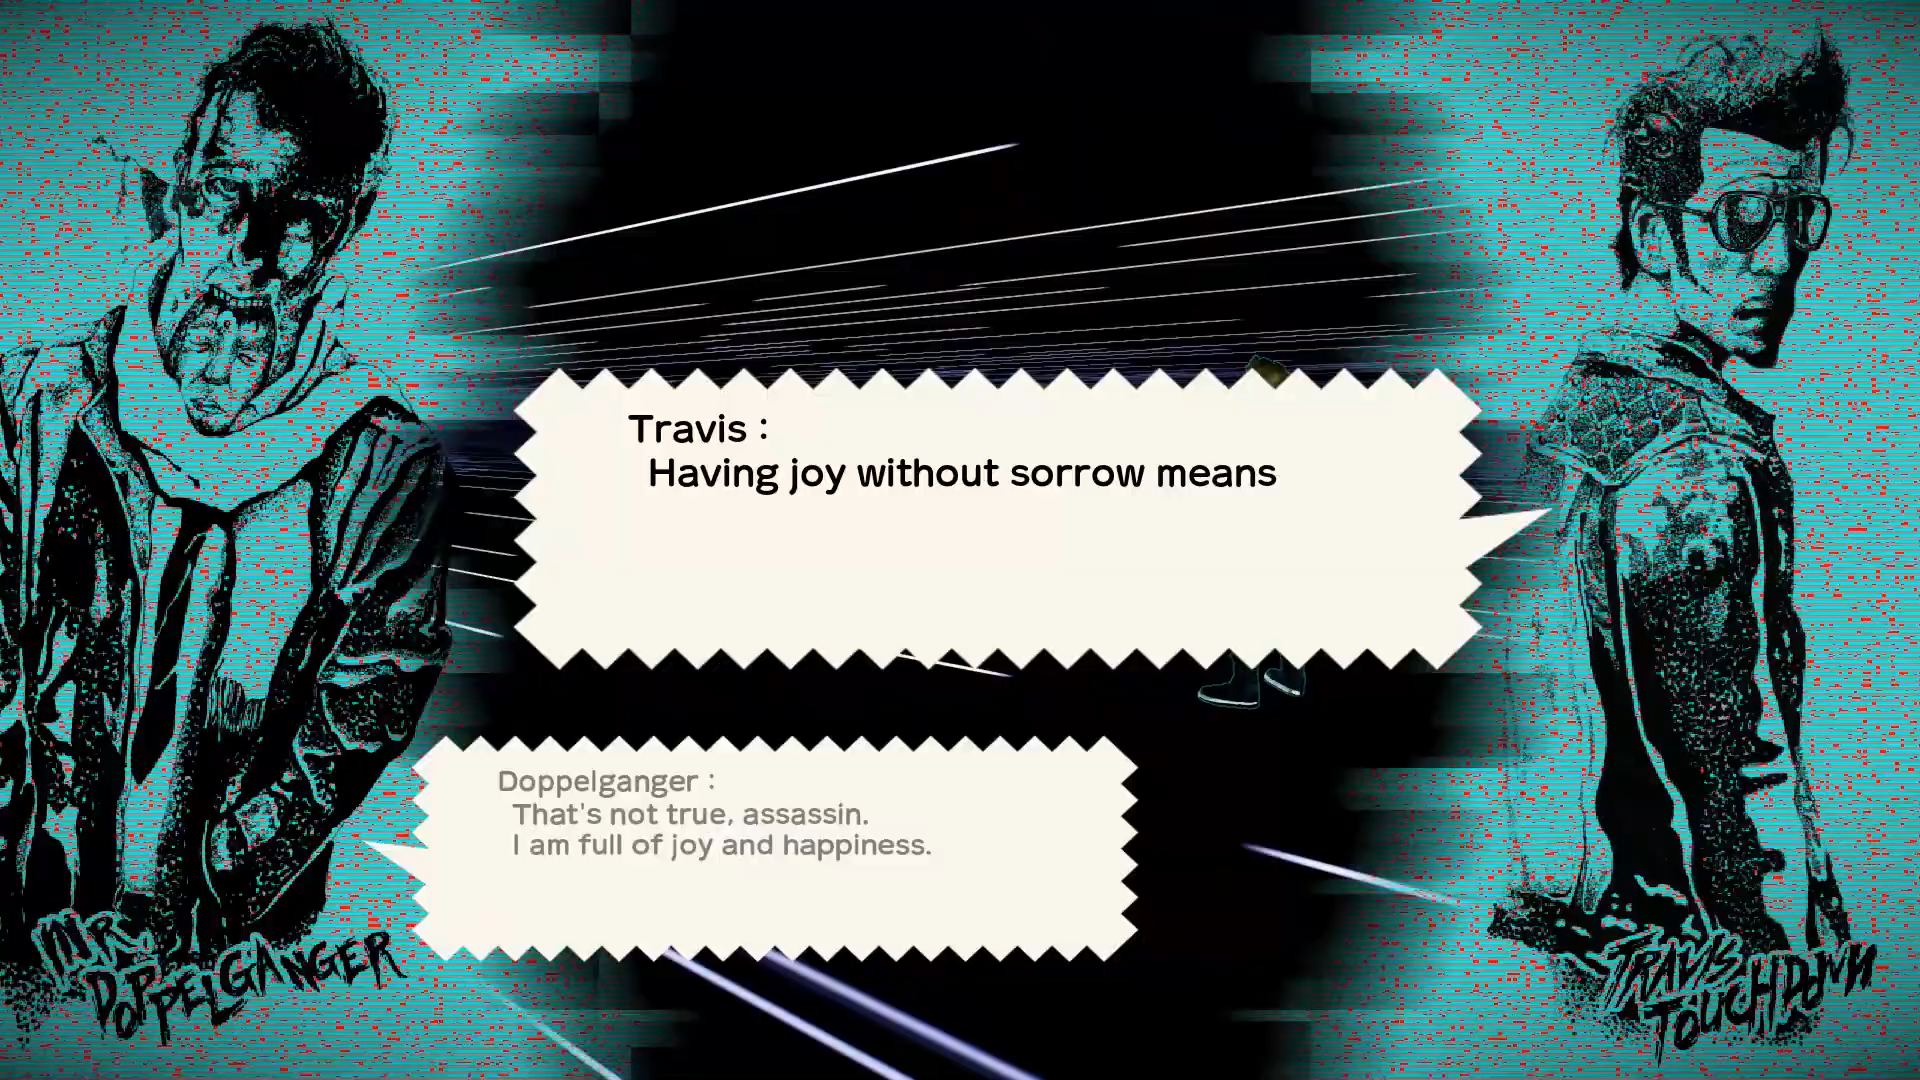 Travis :
Having joy without sorrow means
Doppelganger :
That's not true, assassin.
I am full of joy and happiness.
MR.
DOPPELGANGER
TRAVIS
TOUCHDOWN